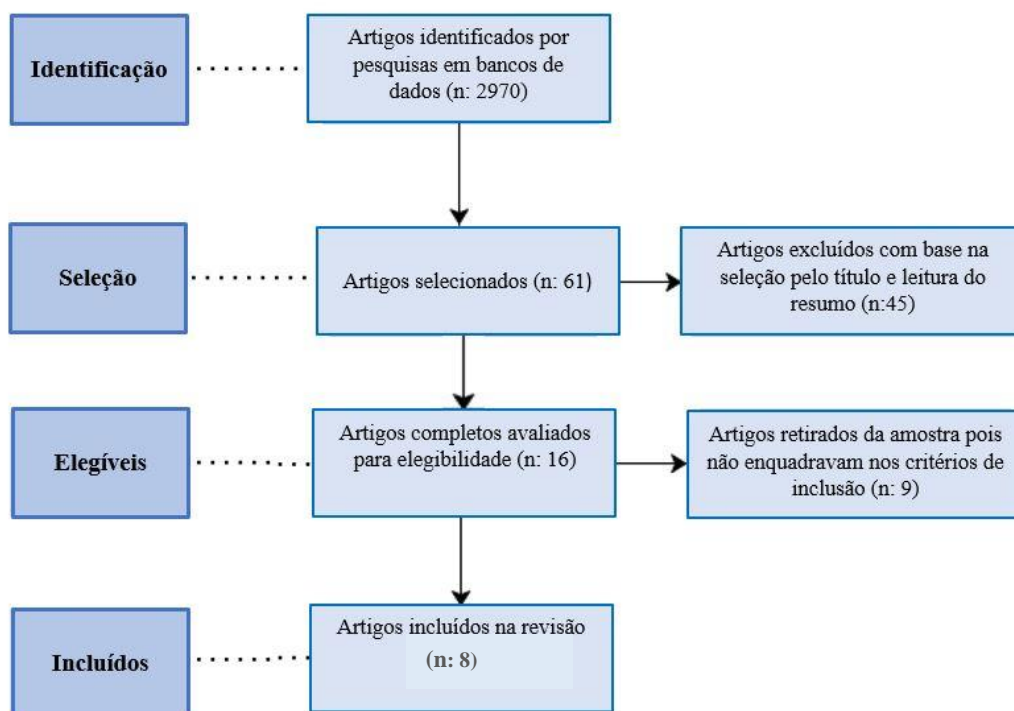 Identificação
Artigos identificados por
pesquisas em bancos de
dados (n: 2970)
Seleção
Artigos selecionados (n: 61)
Artigos excluídos com base na
seleção pelo título e leitura do
resumo (n:45)
Elegíveis
Artigos completos avaliados
para elegibilidade (n: 16)
Artigos retirados da amostra pois
não enquadravam nos critérios de
inclusão (n: 9)
Incluídos
Artigos incluídos na revisão
(n: 8)